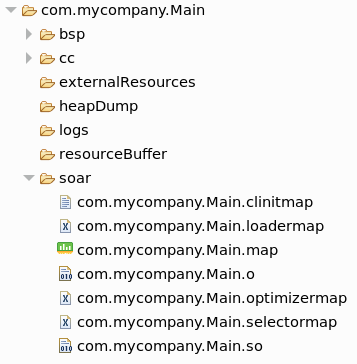 com.mycompany.Main
bsp
cc
externalResources
heapDump
logs
resourceBuffer
soar
com.mycompany.Main.clinitmap
com.mycompany.Main.loadermap
com.mycompany.Main.map
com.mycompany.Main.o
com.mycompany.Main.optimizermap
com.mycompany.Main.selectormap
com.mycompany.Main.so